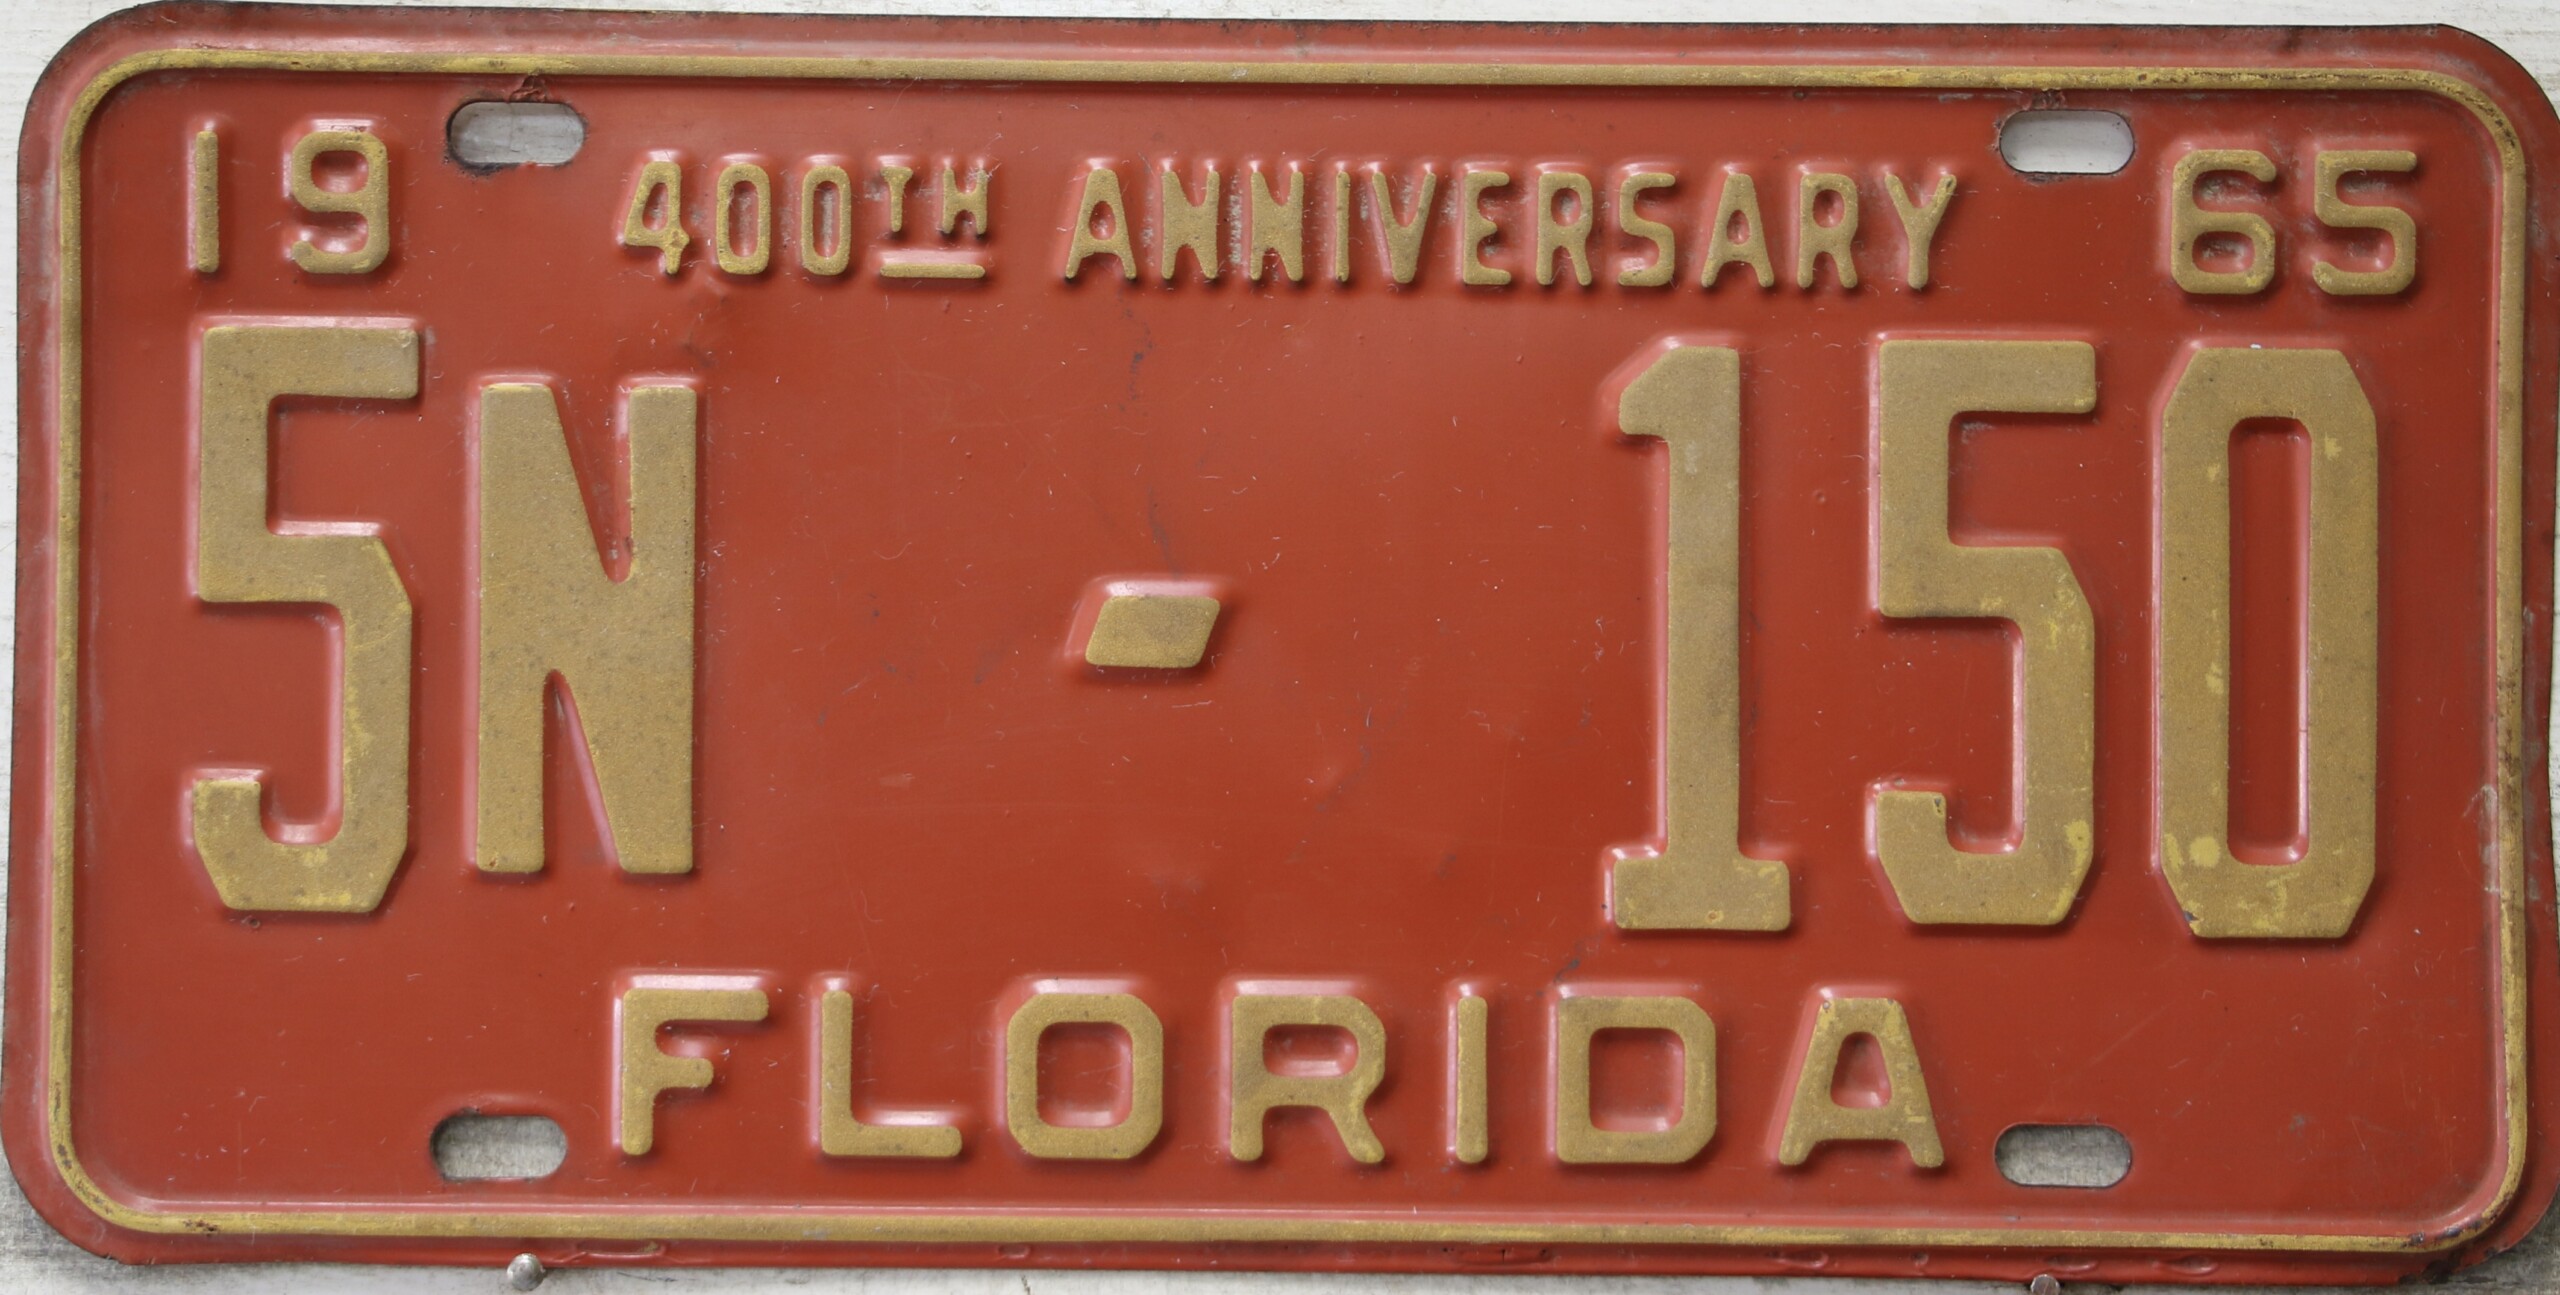 19 400TH ANNIVERSARY 65
5N - 150
FLORIDA